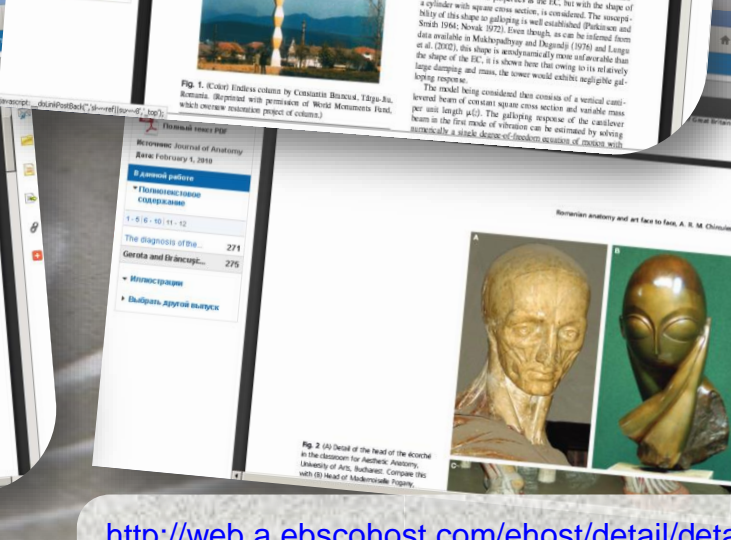 a cylinder with square cross section, is considered. The suscepti-
bility of this shape to galloping is well established (Parkinson and
Smith 1964; Novak 1972). Even though, as can be inferred from
data available in Mukhopadhyay and Dugundji (1976) and Lungu
et al. (2002), this shape is aerodynamically more unfavorable than
the shape of the EC, it is shown here that owing to its relatively
large damping and mass, the tower would exhibit negligible gal-
loping response.
The model being considered then consists of a vertical canti-
levered beam of constant square cross section and variable mass
per unit length μ(z). The galloping response of the cantilever
beam in the first mode of vibration can be estimated by solving
numerically a single degree-of-freedom equation of motion with
Fig. 1. (Color) Endless column by Constantin Brancusi, Târgu-Jiu,
Romania. (Reprinted with permission of World Monuments Fund,
which oversaw restoration project of column.)
Great Britain
Полный текст PDF
Источник: Journal of Anatomy
Дата: February 1, 2010
В данной работе
Полнотекстовое
содержание
1 - 5 | 6 - 10 | 11 - 12
The diagnosis of the... 271
Gerota and Brâncuşi:... 275
Иллюстрации
Выбрать другой выпуск
Romanian anatomy and art face to face, A. R. M.
A
B
C
Fig. 2 (A) Detail of the head of the écorché
in the classroom for Aesthetic Anatomy,
University of Arts, Bucharest. Compare this
with (B) Head of Mademoiselle Pogany,
http://web.a.ebscohost.com/ehost/detail/deta